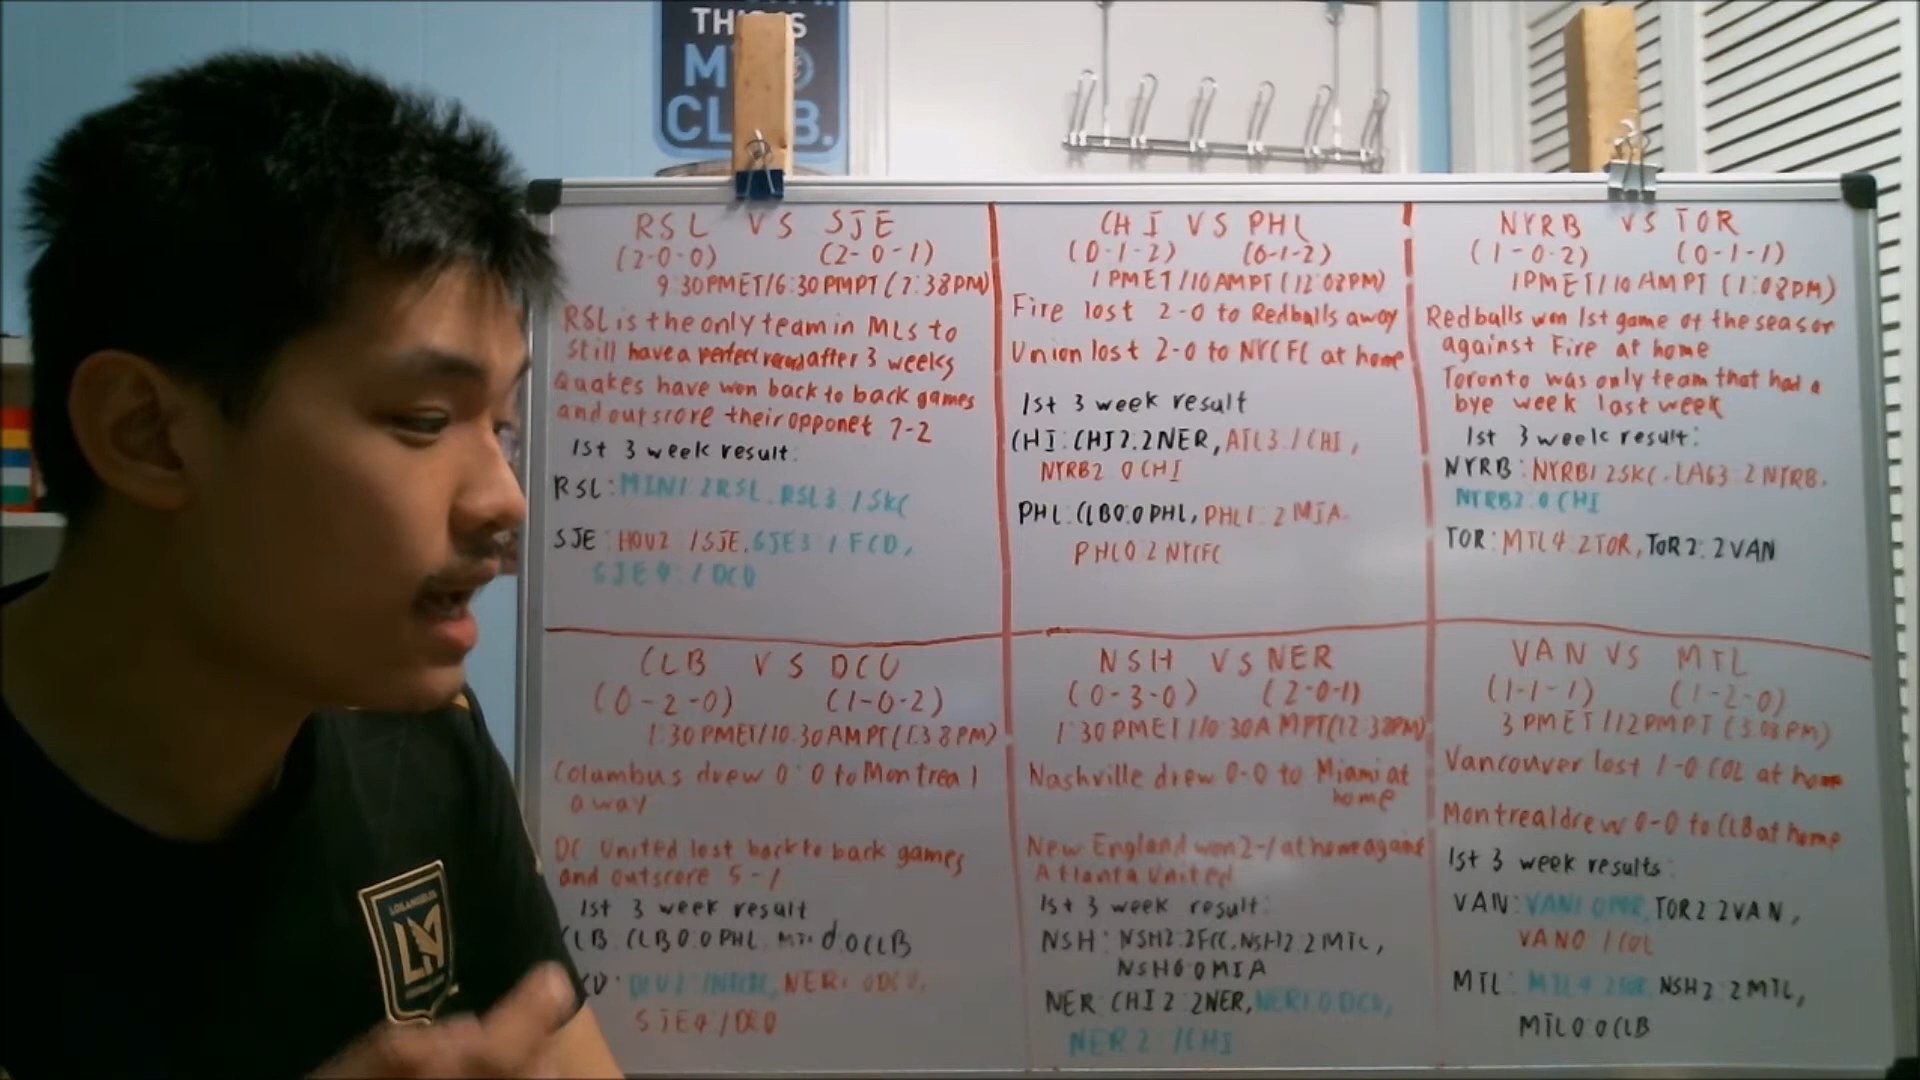 THIS IS
MY
CLUB.
RSL VS SJE
(2-0-0) (2-0-1)
9:30PMET/6:30PMPT(7:38PM)
RSL is the only team in MLS to
still have a perfect record after 3 weeks
Quakes have won back to back games
and outscore their opponet 7-2
1st 3 week result:
RSL: MIN1:2RSL. RSL3:1SKC
SJE: HOU2:1SJE, SJE3:1FCD,
SJE4:1DCU
CHI VS PHL
(0-1-2) (0-1-2)
1PMET/10AMPT(12:08PM)
Fire lost 2-0 to Redballs away
Union lost 2-0 to NYCFC at home
1st 3 week result
CHI: CHI2:2NER, ATL3:1CHI,
NYRB2:0CHI
PHL: CLB0:0PHL, PHL1:2MIA.
PHL0:2NYCFC
NYRB VS TOR
(1-0-2) (0-1-1)
1PMET/10AMPT(1:08PM)
Redballs won 1st game of the season
against Fire at home
Toronto was only team that had a
bye week last week
1st 3 week result:
NYRB: NYRB1:2SKC. LAG3:2NYRB.
NYRB2:0CHI
TOR: MTL4:2TOR, TOR2:2VAN
CLB VS DCU
(0-2-0) (1-0-2)
1:30PMET/10:30AMPT(1:38PM)
Columbus drew 0-0 to Montreal
away
DC United lost back to back games
and outscore 5-1
1st 3 week result
CLB: CLB0:0PHL. MTL0:0CLB
NER1:0DCU.
SJE4:1DCU
NSH VS NER
(0-3-0) (2-0-1)
1:30PMET/10:30AMPT(12:38PM)
Nashville drew 0-0 to Miami at
home
New England won 2-1 at home against
Atlanta United
1st 3 week result:
NSH: NSH2:2FCC. NSH2:2MTL,
NSH0:0MIA
NER: CHI2:2NER, NER1:0DCU,
NER2:1CHI
VAN VS MTL
(1-1-1) (1-2-0)
3PMET/12PMPT(3:08PM)
Vancouver lost 1-0 COL at home
Montreal drew 0-0 to CLB at home
1st 3 week results:
VAN: VAN1:0POR, TOR2:2VAN,
VAN0:1COL
MTL: MTL4:2TOR, NSH2:2MTL,
MTL0:0CLB
LOS ANGELES
LA